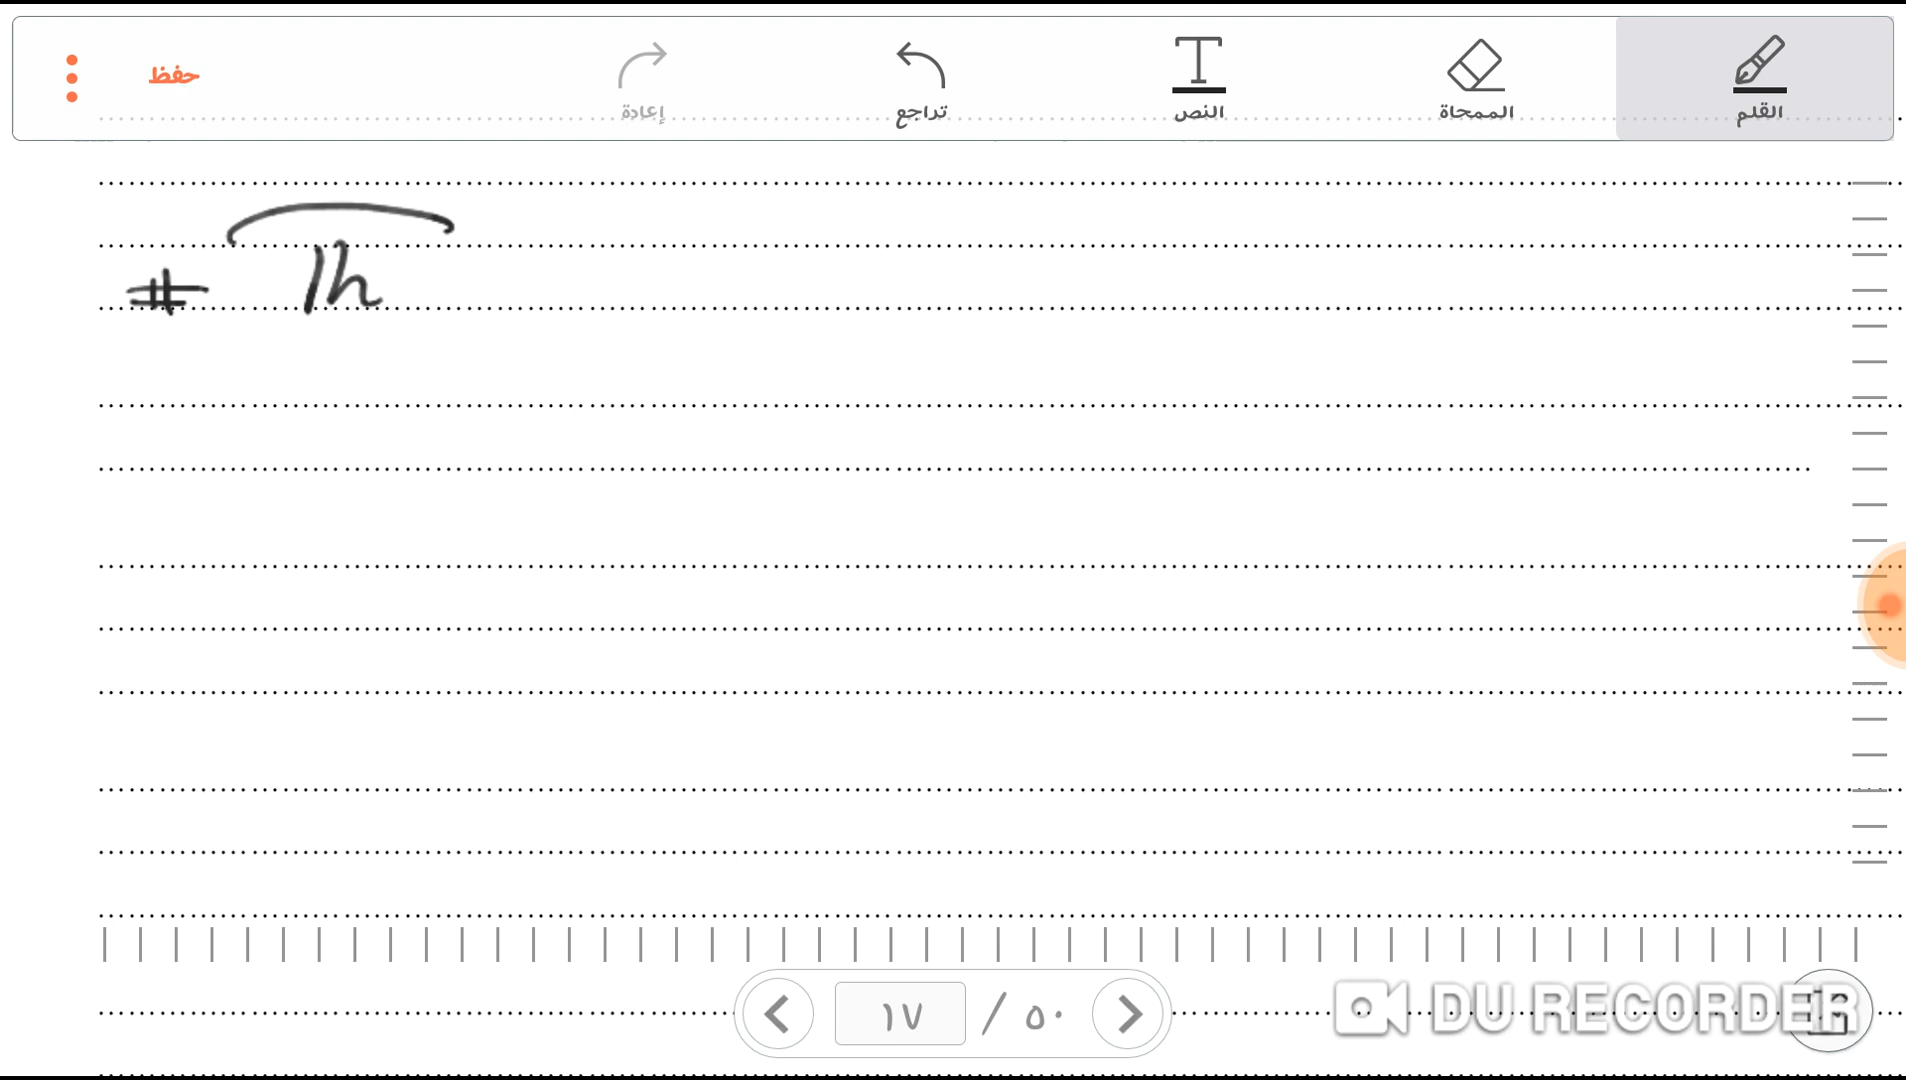 حفظ إعادة تراجع النص الممحاة القلم
# Th
١٧ / ٥٠
DU RECORDER